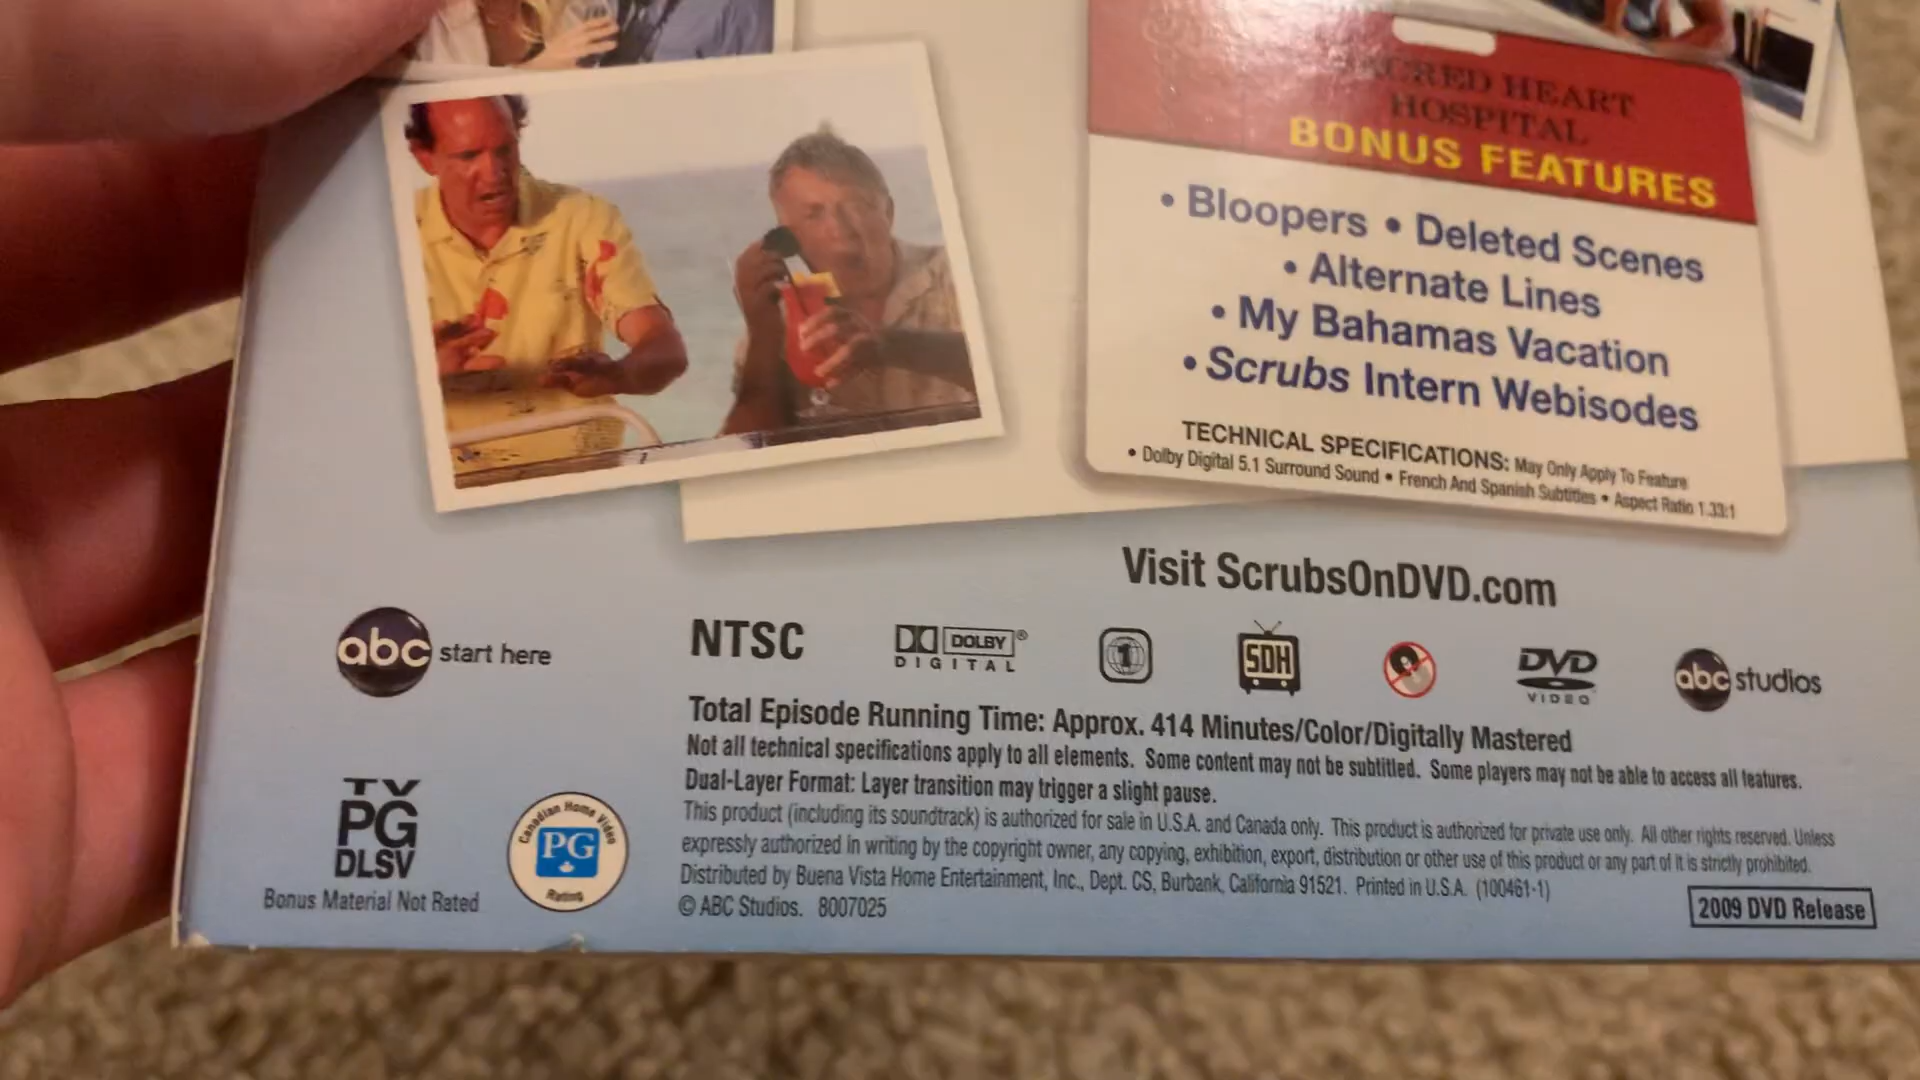 SACRED HEART
HOSPITAL
BONUS FEATURES
• Bloopers • Deleted Scenes
• Alternate Lines
• My Bahamas Vacation
• Scrubs Intern Webisodes
TECHNICAL SPECIFICATIONS: May Only Apply To Feature
• Dolby Digital 5.1 Surround Sound • French And Spanish Subtitles • Aspect Ratio 1.33:1
Visit ScrubsOnDVD.com
abc start here
NTSC
DOLBY®
DIGITAL
1
SDH
DVD
VIDEO
abc studios
Total Episode Running Time: Approx. 414 Minutes/Color/Digitally Mastered
Not all technical specifications apply to all elements. Some content may not be subtitled. Some players may not be able to access all features.
Dual-Layer Format: Layer transition may trigger a slight pause.
This product (including its soundtrack) is authorized for sale in U.S.A. and Canada only. This product is authorized for private use only. All other rights reserved. Unless
expressly authorized in writing by the copyright owner, any copying, exhibition, export, distribution or other use of this product or any part of it is strictly prohibited.
Distributed by Buena Vista Home Entertainment, Inc., Dept. CS, Burbank, California 91521. Printed in U.S.A. (100461-1)
© ABC Studios. 8007025
TV
PG
DLSV
Bonus Material Not Rated
Canadian Home Video
PG
Rating
2009 DVD Release